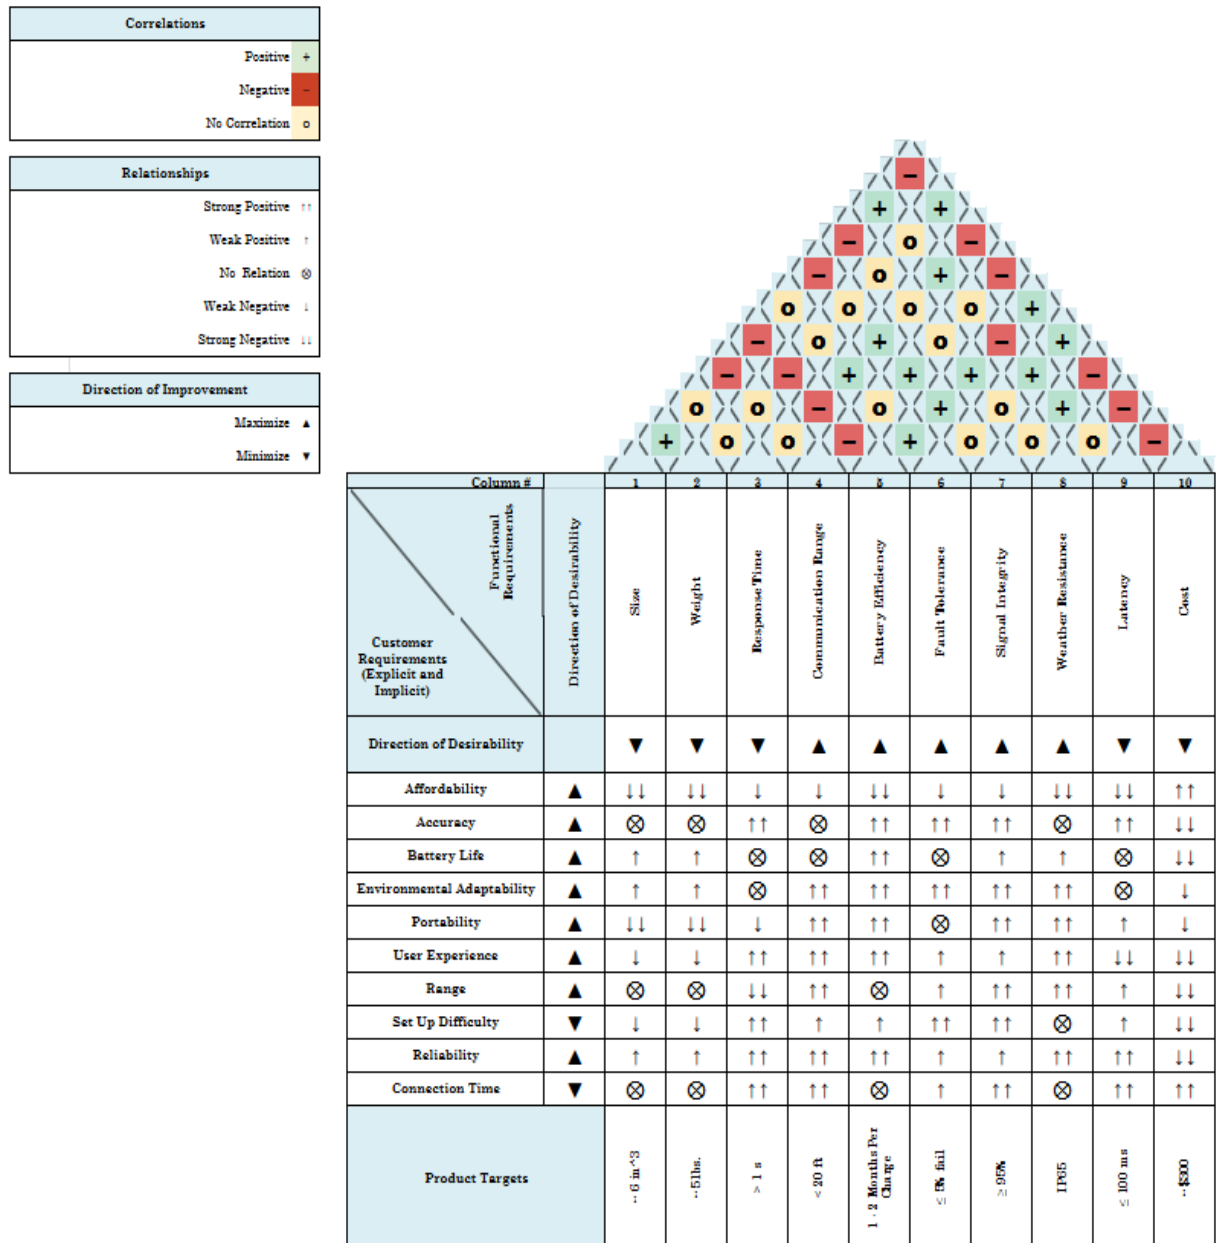 Correlations
Positive +
Negative −
No Correlation o
Relationships
Strong Positive ↑↑
Weak Positive ↑
No Relation ⊗
Weak Negative ↓
Strong Negative ↓↓
Direction of Improvement
Maximize ▲
Minimize ▼
−
+ +
− o −
− o + −
o o o o +
− o + o − +
− − + + + + −
o o − o + o + −
+ o o − + o o o −
Column # 1 2 3 4 5 6 7 8 9 10
Functional
Requirements
Customer
Requirements
(Explicit and
Implicit)
Direction of Desirability
Size
Weight
Response Time
Communication Range
Battery Efficiency
Fault Tolerance
Signal Integrity
Weather Resistance
Latency
Cost
Direction of Desirability ▼ ▼ ▼ ▲ ▲ ▲ ▲ ▲ ▼ ▼
Affordability ▲ ↓↓ ↓↓ ↓ ↓ ↓↓ ↓ ↓ ↓↓ ↓↓ ↑↑
Accuracy ▲ ⊗ ⊗ ↑↑ ⊗ ↑↑ ↑↑ ↑↑ ⊗ ↑↑ ↓↓
Battery Life ▲ ↑ ↑ ⊗ ⊗ ↑↑ ⊗ ↑ ↑ ⊗ ↓↓
Environmental Adaptability ▲ ↑ ↑ ⊗ ↑↑ ↑↑ ↑↑ ↑↑ ↑↑ ⊗ ↓
Portability ▲ ↓↓ ↓↓ ↓ ↑↑ ↑↑ ⊗ ↑↑ ↑↑ ↑ ↓
User Experience ▲ ↓ ↓ ↑↑ ↑↑ ↑↑ ↑ ↑ ↑↑ ↓↓ ↓↓
Range ▲ ⊗ ⊗ ↓↓ ↑↑ ⊗ ↑ ↑↑ ↑↑ ↑ ↓↓
Set Up Difficulty ▼ ↓ ↓ ↑↑ ↑ ↑ ↑↑ ↑↑ ⊗ ↑ ↓↓
Reliability ▲ ↑ ↑ ↑↑ ↑↑ ↑↑ ↑ ↑ ↑↑ ↑↑ ↓↓
Connection Time ▼ ⊗ ⊗ ↑↑ ↑↑ ⊗ ↑ ↑↑ ⊗ ↑↑ ↑↑
Product Targets
~ 6 in^3
~5lbs.
> 1 s
< 20 ft
1 - 2 Months Per
Charge
≤ 5% fail
≥ 95%
IP65
≤ 100 ms
~$300